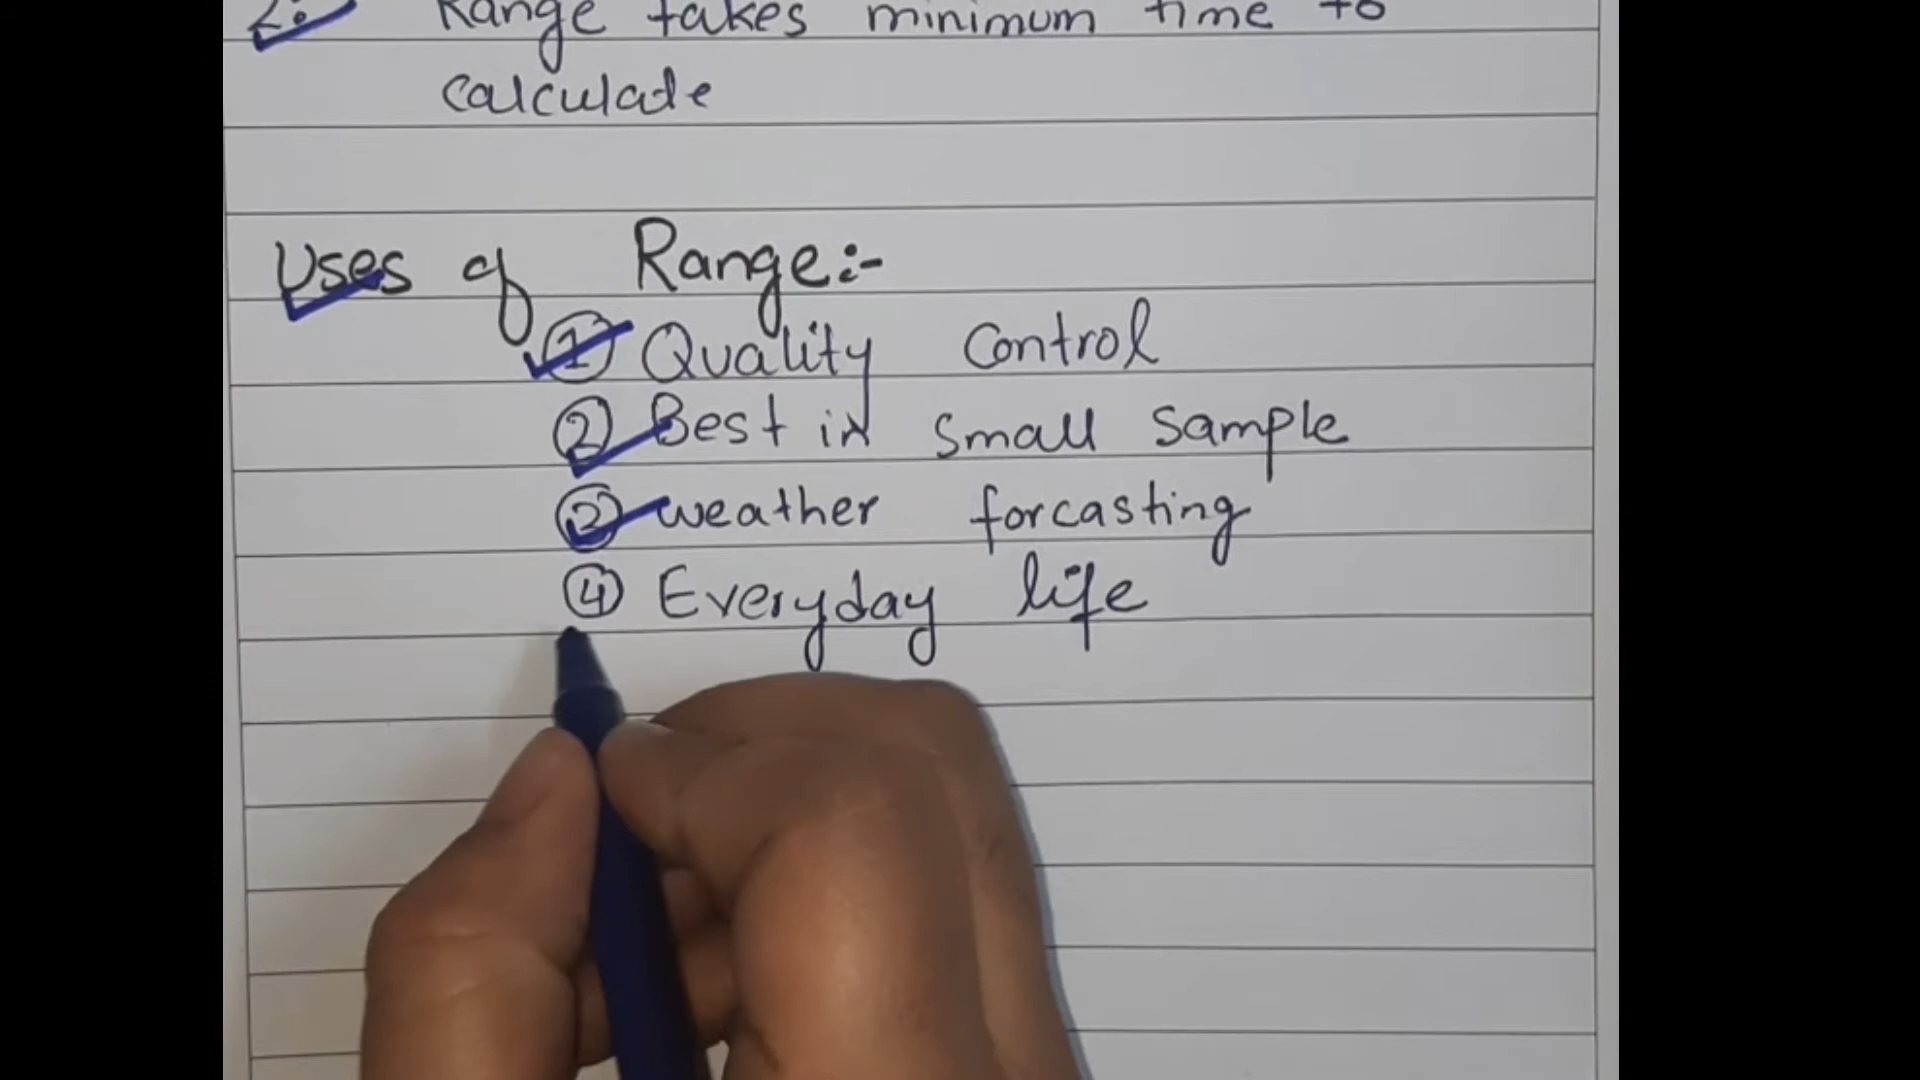 2. Range takes minimum time to
calculate
Uses of Range:-
① Quality Control
② Best in small sample
③ weather forcasting
④ Everyday life